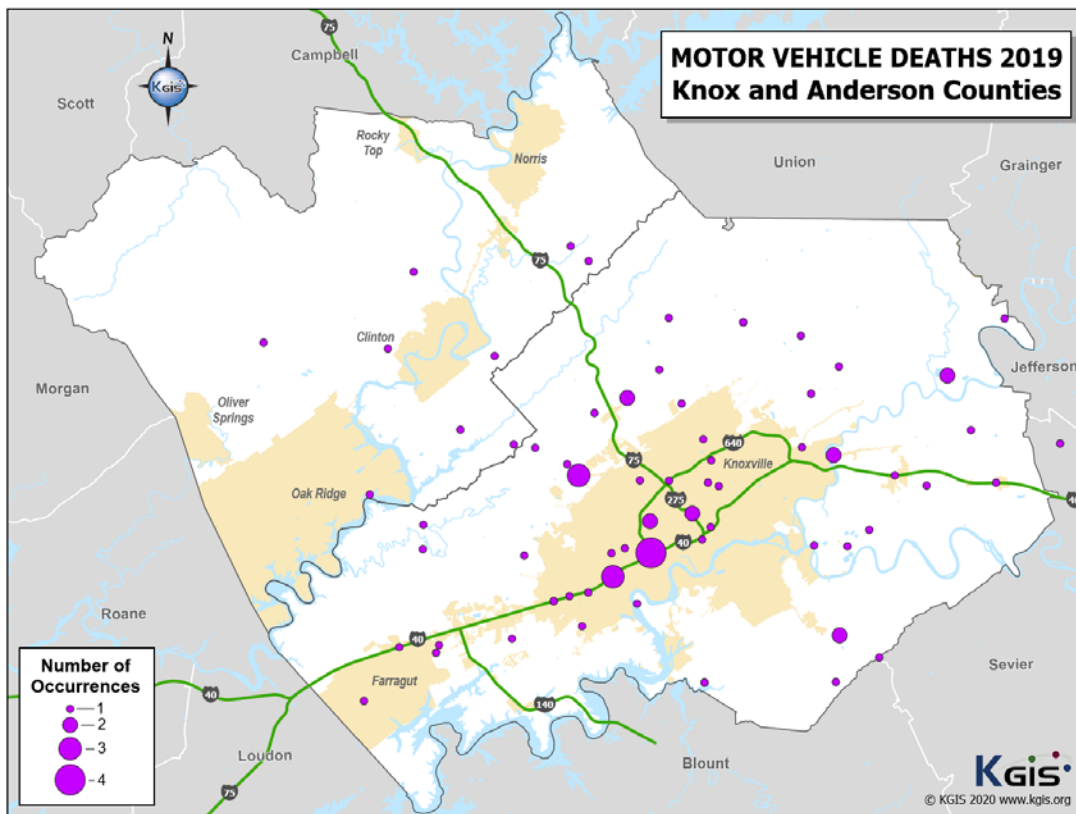 MOTOR VEHICLE DEATHS 2019
Knox and Anderson Counties
N
KGIS
75
Campbell
Scott
Rocky
Top
Norris
Union
Grainger
75
Clinton
Jefferson
Morgan
Oliver
Springs
640
Knoxville
75
Oak Ridge
275
40
40
Roane
40
Sevier
Number of
Occurrences
1
2
3
4
40
Farragut
140
Loudon
Blount
75
KGIS
© KGIS 2020 www.kgis.org